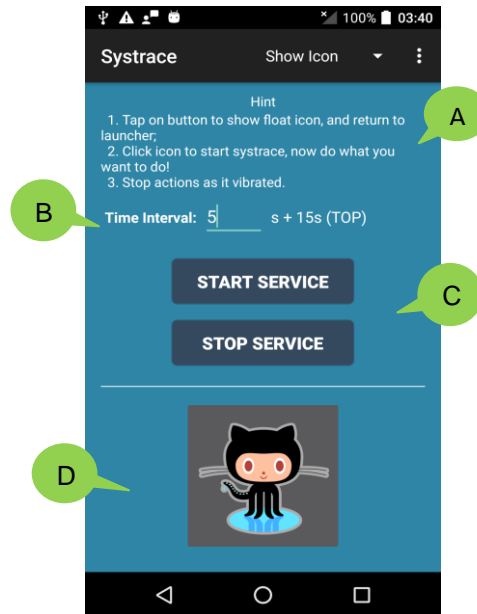 100% 03:40
Systrace Show Icon
Hint
A
1. Tap on button to show float icon, and return to
launcher;
2. Click icon to start systrace, now do what you
want to do!
3. Stop actions as it vibrated.
B
Time Interval: 5 s + 15s (TOP)
START SERVICE
C
STOP SERVICE
D